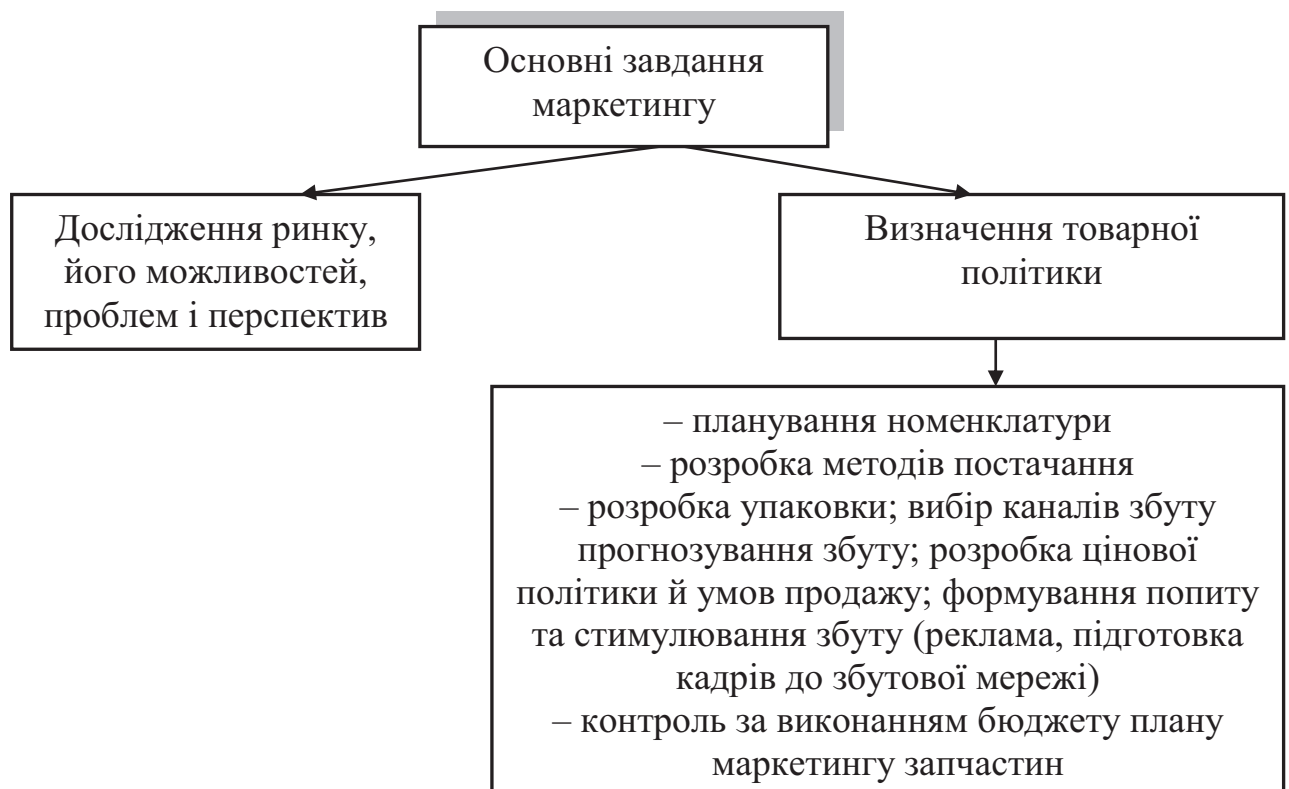 Основні завдання
маркетингу
Дослідження ринку,
його можливостей,
проблем і перспектив
Визначення товарної
політики
– планування номенклатури
– розробка методів постачання
– розробка упаковки; вибір каналів збуту
прогнозування збуту; розробка цінової
політики й умов продажу; формування попиту
та стимулювання збуту (реклама, підготовка
кадрів до збутової мережі)
– контроль за виконанням бюджету плану
маркетингу запчастин